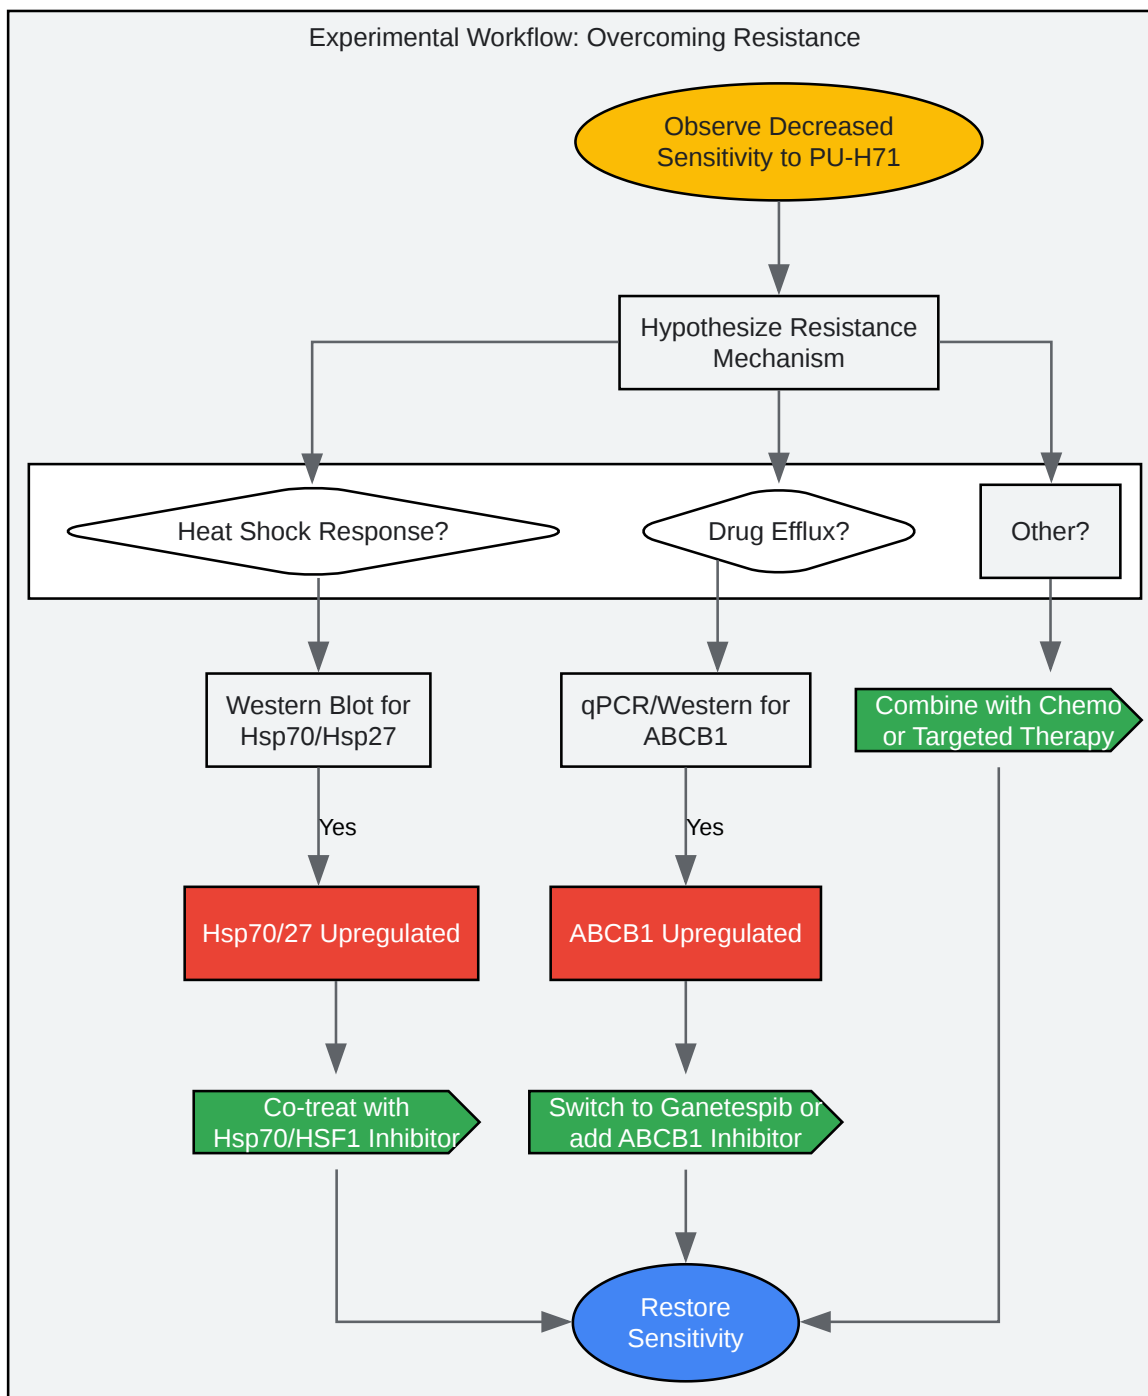 Experimental Workflow: Overcoming Resistance
Observe Decreased
Sensitivity to PU-H71
Hypothesize Resistance
Mechanism
Heat Shock Response?
Drug Efflux?
Other?
Western Blot for
Hsp70/Hsp27
qPCR/Western for
ABCB1
Combine with Chemo
or Targeted Therapy
Yes
Yes
Hsp70/27 Upregulated
ABCB1 Upregulated
Co-treat with
Hsp70/HSF1 Inhibitor
Switch to Ganetespib or
add ABCB1 Inhibitor
Restore
Sensitivity